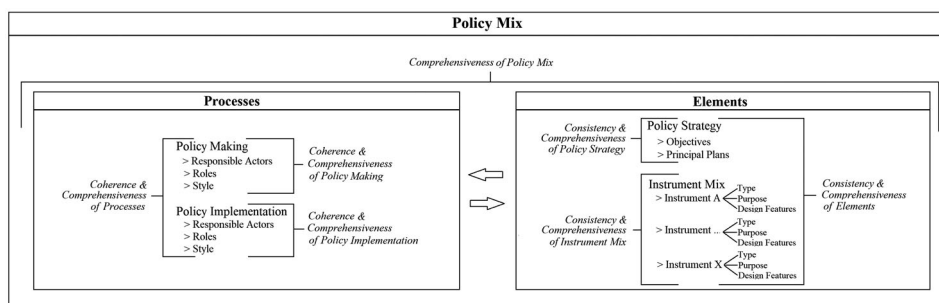 Policy Mix
Comprehensiveness of Policy Mix
Processes
Coherence &
Comprehensiveness
of Processes
Policy Making
> Responsible Actors
> Roles
> Style
Coherence &
Comprehensiveness
of Policy Making
Policy Implementation
> Responsible Actors
> Roles
> Style
Coherence &
Comprehensiveness
of Policy Implementation
Elements
Consistency &
Comprehensiveness
of Policy Strategy
Policy Strategy
> Objectives
> Principal Plans
Consistency &
Comprehensiveness
of Instrument Mix
Instrument Mix
> Instrument A
Type
Purpose
Design Features
> Instrument ...
Type
Purpose
Design Features
> Instrument X
Type
Purpose
Design Features
Consistency &
Comprehensiveness
of Elements